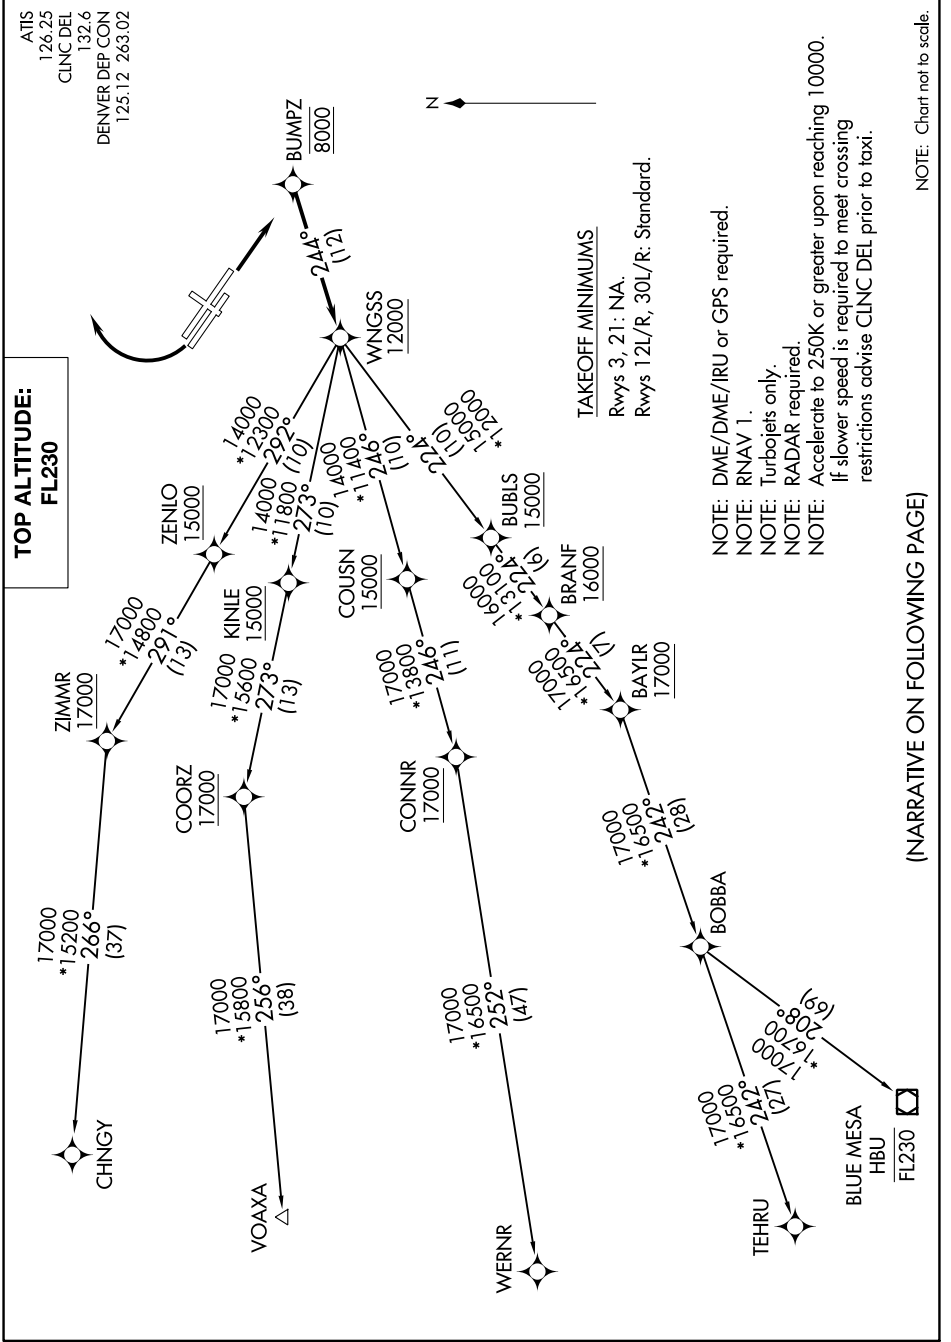 TOP ALTITUDE:
FL230
ATIS
126.25
CLNC DEL
132.6
DENVER DEP CON
125.12 263.02
BUMPZ
8000
244°
(12)
WNGSS
12000
N
14000
*12300
292°
(10)
ZENLO
15000
17000
*14800
291°
(13)
ZIMMR
17000
17000
*15200
266°
(37)
CHNGY
14000
*11800
273°
(10)
KINLE
15000
17000
*15600
273°
(13)
COORZ
17000
17000
*15800
256°
(38)
VOAXA
14000
*11400
246°
(10)
COUSN
15000
17000
*13800
246°
(11)
CONNR
17000
17000
*16500
252°
(47)
WERNR
224°
(10)
15000
*12000
BUBLS
15000
16000
*13100
224°
(6)
BRANF
16000
17000
*16500
224°
(7)
BAYLR
17000
17000
*16500
242°
(28)
BOBBA
17000
*16500
242°
(27)
TEHRU
17000
*16700
208°
(69)
BLUE MESA
HBU
FL230
TAKEOFF MINIMUMS
Rwys 3, 21: NA.
Rwys 12L/R, 30L/R: Standard.
NOTE: DME/DME/IRU or GPS required.
NOTE: RNAV 1.
NOTE: Turbojets only.
NOTE: RADAR required.
NOTE: Accelerate to 250K or greater upon reaching 10000.
If slower speed is required to meet crossing
restrictions advise CLNC DEL prior to taxi.
(NARRATIVE ON FOLLOWING PAGE)
NOTE: Chart not to scale.